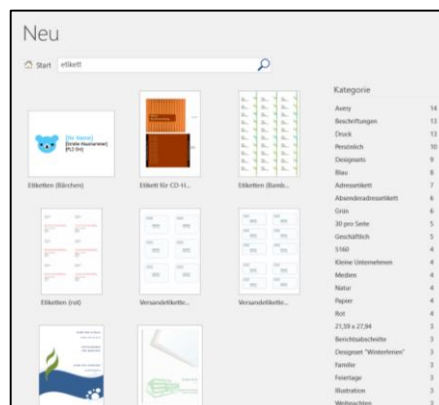 Neu
Start
etikett
Etiketten (Bärchen)
Etikett für CD-H...
Etiketten (Bamb...
Etiketten (rot)
Versandetikette...
Versandetikette...
Kategorie
Avery 14
Beschriftungen 13
Druck 13
Persönlich 10
Designsets 9
Blau 8
Adressetikett 7
Absenderadressetikett 6
Grün 6
30 pro Seite 5
Geschäftlich 5
5160 4
Kleine Unternehmen 4
Medien 4
Natur 4
Papier 4
Rot 4
21,59 x 27,94 3
Berichtsabschnitte 3
Designset "Winterferien" 3
Familie 3
Feiertage 3
Illustration 3
Weihnachten 3